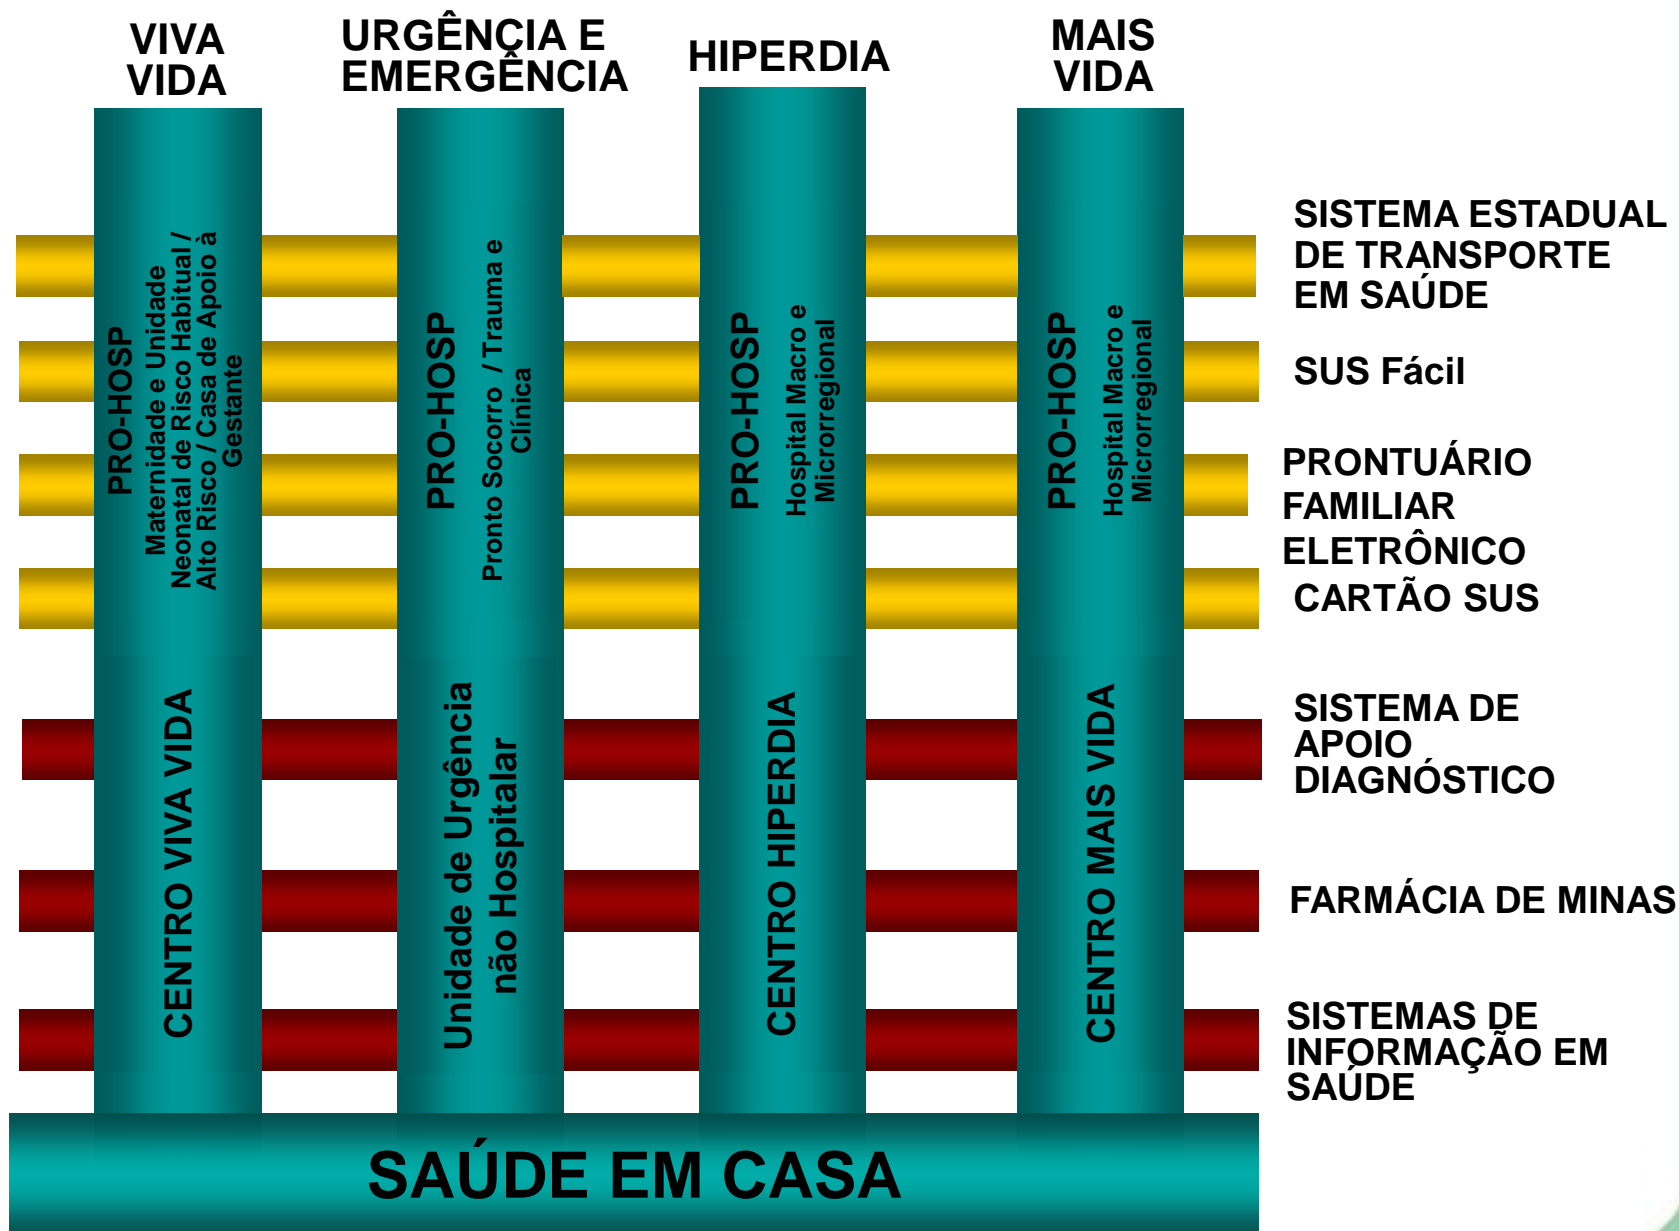 VIVA
VIDA
URGÊNCIA E
EMERGÊNCIA
HIPERDIA
MAIS
VIDA
PRO-HOSP
Maternidade e Unidade
Neonatal de Risco Habitual /
Alto Risco / Casa de Apoio à
Gestante
PRO-HOSP
Pronto Socorro / Trauma e
Clínica
PRO-HOSP
Hospital Macro e
Microrregional
PRO-HOSP
Hospital Macro e
Microrregional
SISTEMA ESTADUAL
DE TRANSPORTE
EM SAÚDE
SUS Fácil
PRONTUÁRIO
FAMILIAR
ELETRÔNICO
CARTÃO SUS
CENTRO VIVA VIDA
Unidade de Urgência
não Hospitalar
CENTRO HIPERDIA
CENTRO MAIS VIDA
SISTEMA DE
APOIO
DIAGNÓSTICO
FARMÁCIA DE MINAS
SISTEMAS DE
INFORMAÇÃO EM
SAÚDE
SAÚDE EM CASA